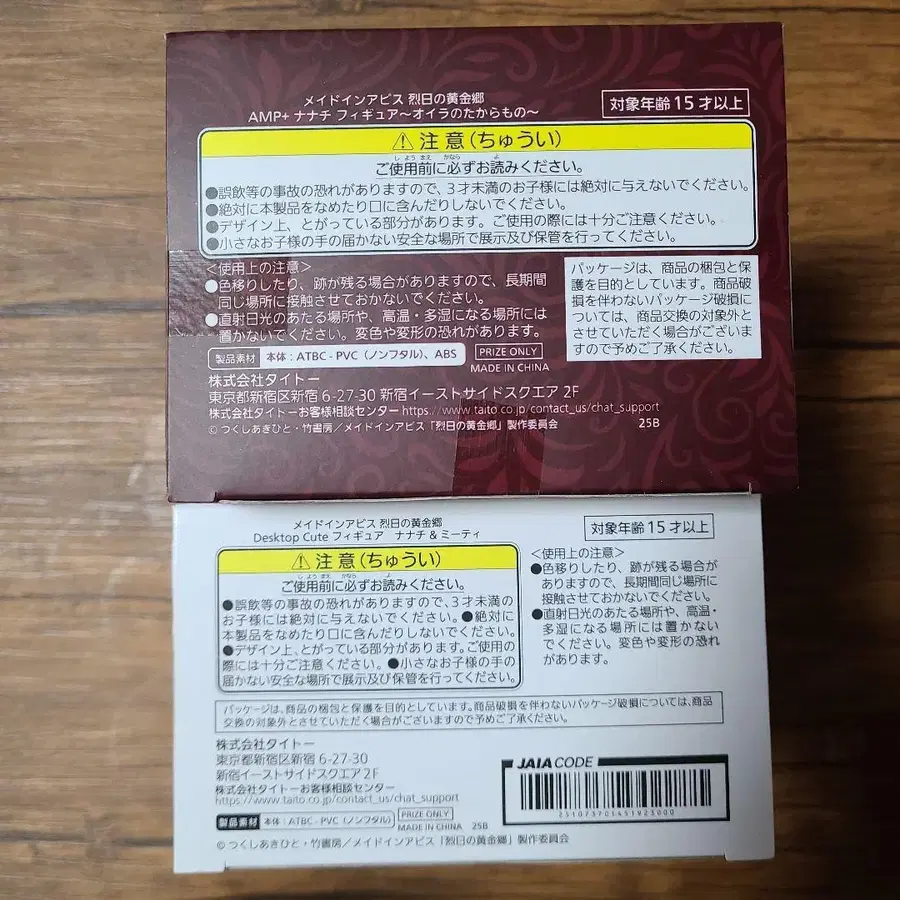 メイドインアビス 烈日の黄金郷
AMP+ ナナチ フィギュア〜オイラのたからもの〜
対象年齢 15才以上
⚠ 注意(ちゅうい)
ご使用前に必ずお読みください。
●誤飲等の事故の恐れがありますので、3才未満のお子様には絶対に与えないでください。
●絶対に本製品をなめたり口に含んだりしないでください。
●デザイン上、とがっている部分があります。ご使用の際には十分ご注意ください。
●小さなお子様の手の届かない安全な場所で展示及び保管を行ってください。
<使用上の注意>
●色移りしたり、跡が残る場合がありますので、長期間
同じ場所に接触させておかないでください。
●直射日光のあたる場所や、高温・多湿になる場所には
置かないでください。変色や変形の恐れがあります。
パッケージは、商品の梱包と保
護を目的としています。商品破
損を伴わないパッケージ破損に
ついては、商品交換の対象外と
させていただく場合がございま
すので予めご了承ください。
製品素材 本体:ATBC-PVC(ノンフタル)、ABS
PRIZE ONLY
MADE IN CHINA
株式会社タイトー
東京都新宿区新宿 6-27-30 新宿イーストサイドスクエア 2F
株式会社タイトーお客様相談センター https://www.taito.co.jp/contact_us/chat_support
©つくしあきひと・竹書房/メイドインアビス「烈日の黄金郷」製作委員会
25B
メイドインアビス 烈日の黄金郷
Desktop Cute フィギュア ナナチ & ミーティ
対象年齢 15才以上
⚠ 注意(ちゅうい)
ご使用前に必ずお読みください。
●誤飲等の事故の恐れがありますので、3才未満の
お子様には絶対に与えないでください。●絶対に
本製品をなめたり口に含んだりしないでください。
●デザイン上、とがっている部分があります。ご使用の
際には十分ご注意ください。●小さなお子様の手の
届かない安全な場所で展示及び保管を行ってください。
<使用上の注意>
●色移りしたり、跡が残る場合が
ありますので、長期間同じ場所に
接触させておかないでください。
●直射日光のあたる場所や、高温・
多湿になる場所には置かない
でください。変色や変形の恐れ
があります。
パッケージは、商品の梱包と保護を目的としています。商品破損を伴わないパッケージ破損については、商品
交換の対象外とさせていただく場合がございますので予めご了承ください。
株式会社タイトー
東京都新宿区新宿 6-27-30
新宿イーストサイドスクエア 2F
株式会社タイトーお客様相談センター
https://www.taito.co.jp/contact_us/chat_support
JAIA CODE
製品素材 本体:ATBC-PVC(ノンフタル)
PRIZE ONLY
MADE IN CHINA
25B
©つくしあきひと・竹書房/メイドインアビス「烈日の黄金郷」製作委員会